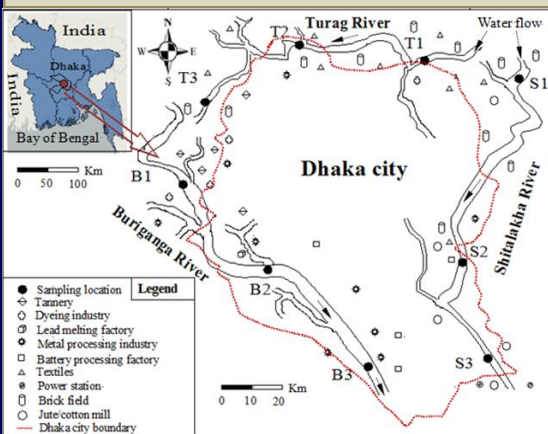 India
Dhaka
India
Bay of Bengal
0 50 100
Km
N
W E
S
T2
Turag River
T1
Water flow
S1
T3
B1
Dhaka city
Shitalakha River
Buriganga River
S2
B2
B3
S3
0 10 20
Km
Legend
Sampling location
Tannery
Dyeing industry
Lead melting factory
Metal processing industry
Battery processing factory
Textiles
Power station
Brick field
Jute/cotton mill
Dhaka city boundary